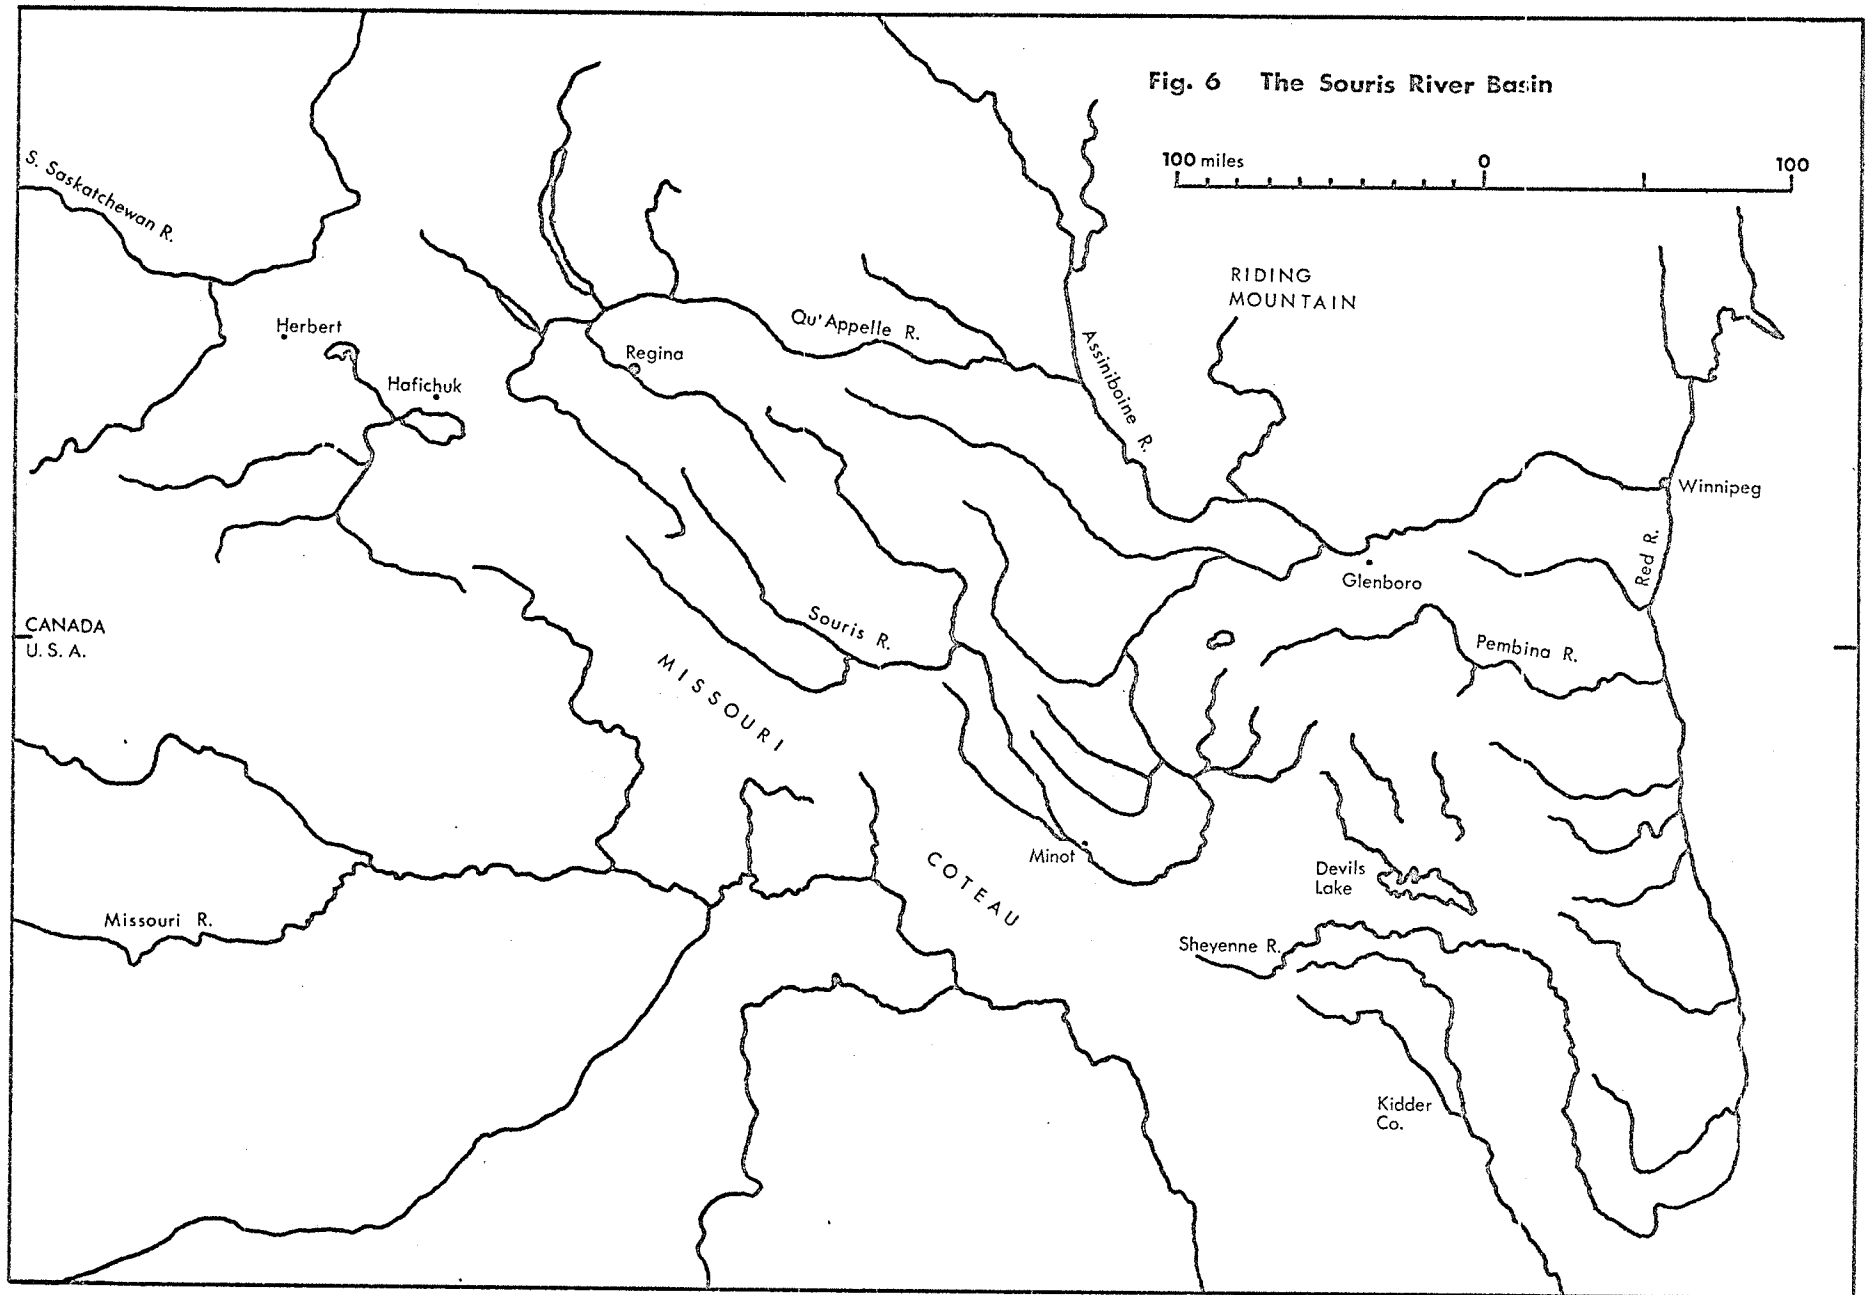 Fig. 6 The Souris River Basin
100 miles 0 100
S. Saskatchewan R.
RIDING
MOUNTAIN
Herbert
Qu'Appelle R.
Regina
Assiniboine R.
Hafichuk
Winnipeg
Red R.
Glenboro
CANADA
U. S. A.
Souris R.
Pembina R.
MISSOURI
COTEAU
Minot
Devils
Lake
Missouri R.
Sheyenne R.
Kidder
Co.